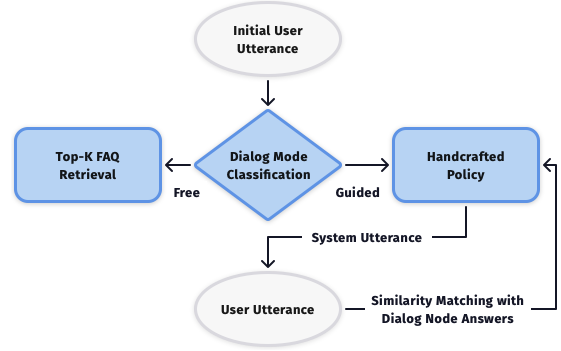 Initial User
Utterance
Top-K FAQ
Retrieval
Dialog Mode
Classification
Handcrafted
Policy
Free
Guided
System Utterance
User Utterance
Similarity Matching with
Dialog Node Answers